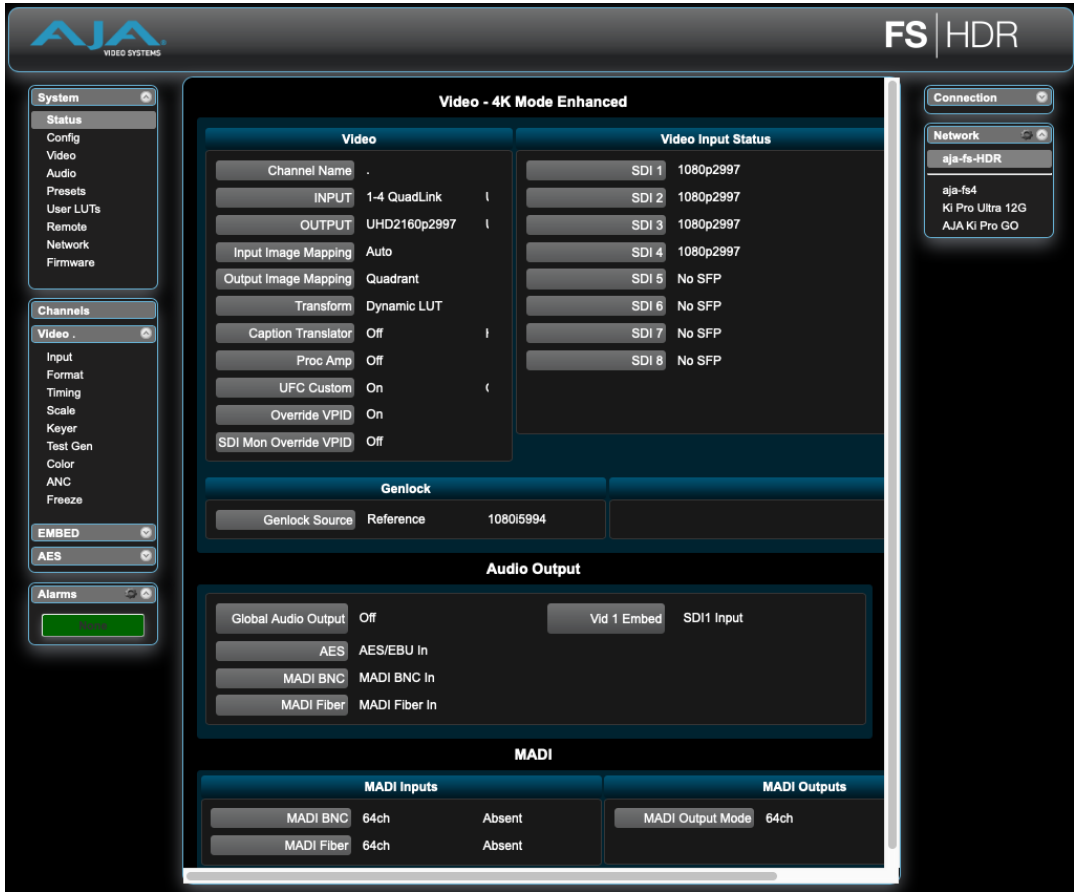 AJA
VIDEO SYSTEMS
FS HDR
System
Status
Config
Video
Audio
Presets
User LUTs
Remote
Network
Firmware
Channels
Video .
Input
Format
Timing
Scale
Keyer
Test Gen
Color
ANC
Freeze
EMBED
AES
Alarms
None
Video - 4K Mode Enhanced
Video
Channel Name .
INPUT 1-4 QuadLink
OUTPUT UHD2160p2997
Input Image Mapping Auto
Output Image Mapping Quadrant
Transform Dynamic LUT
Caption Translator Off
Proc Amp Off
UFC Custom On
Override VPID On
SDI Mon Override VPID Off
Video Input Status
SDI 1 1080p2997
SDI 2 1080p2997
SDI 3 1080p2997
SDI 4 1080p2997
SDI 5 No SFP
SDI 6 No SFP
SDI 7 No SFP
SDI 8 No SFP
Genlock
Genlock Source Reference 1080i5994
Audio Output
Global Audio Output Off
Vid 1 Embed SDI1 Input
AES AES/EBU In
MADI BNC MADI BNC In
MADI Fiber MADI Fiber In
MADI
MADI Inputs
MADI BNC 64ch Absent
MADI Fiber 64ch Absent
MADI Outputs
MADI Output Mode 64ch
Connection
Network
aja-fs-HDR
aja-fs4
Ki Pro Ultra 12G
AJA Ki Pro GO